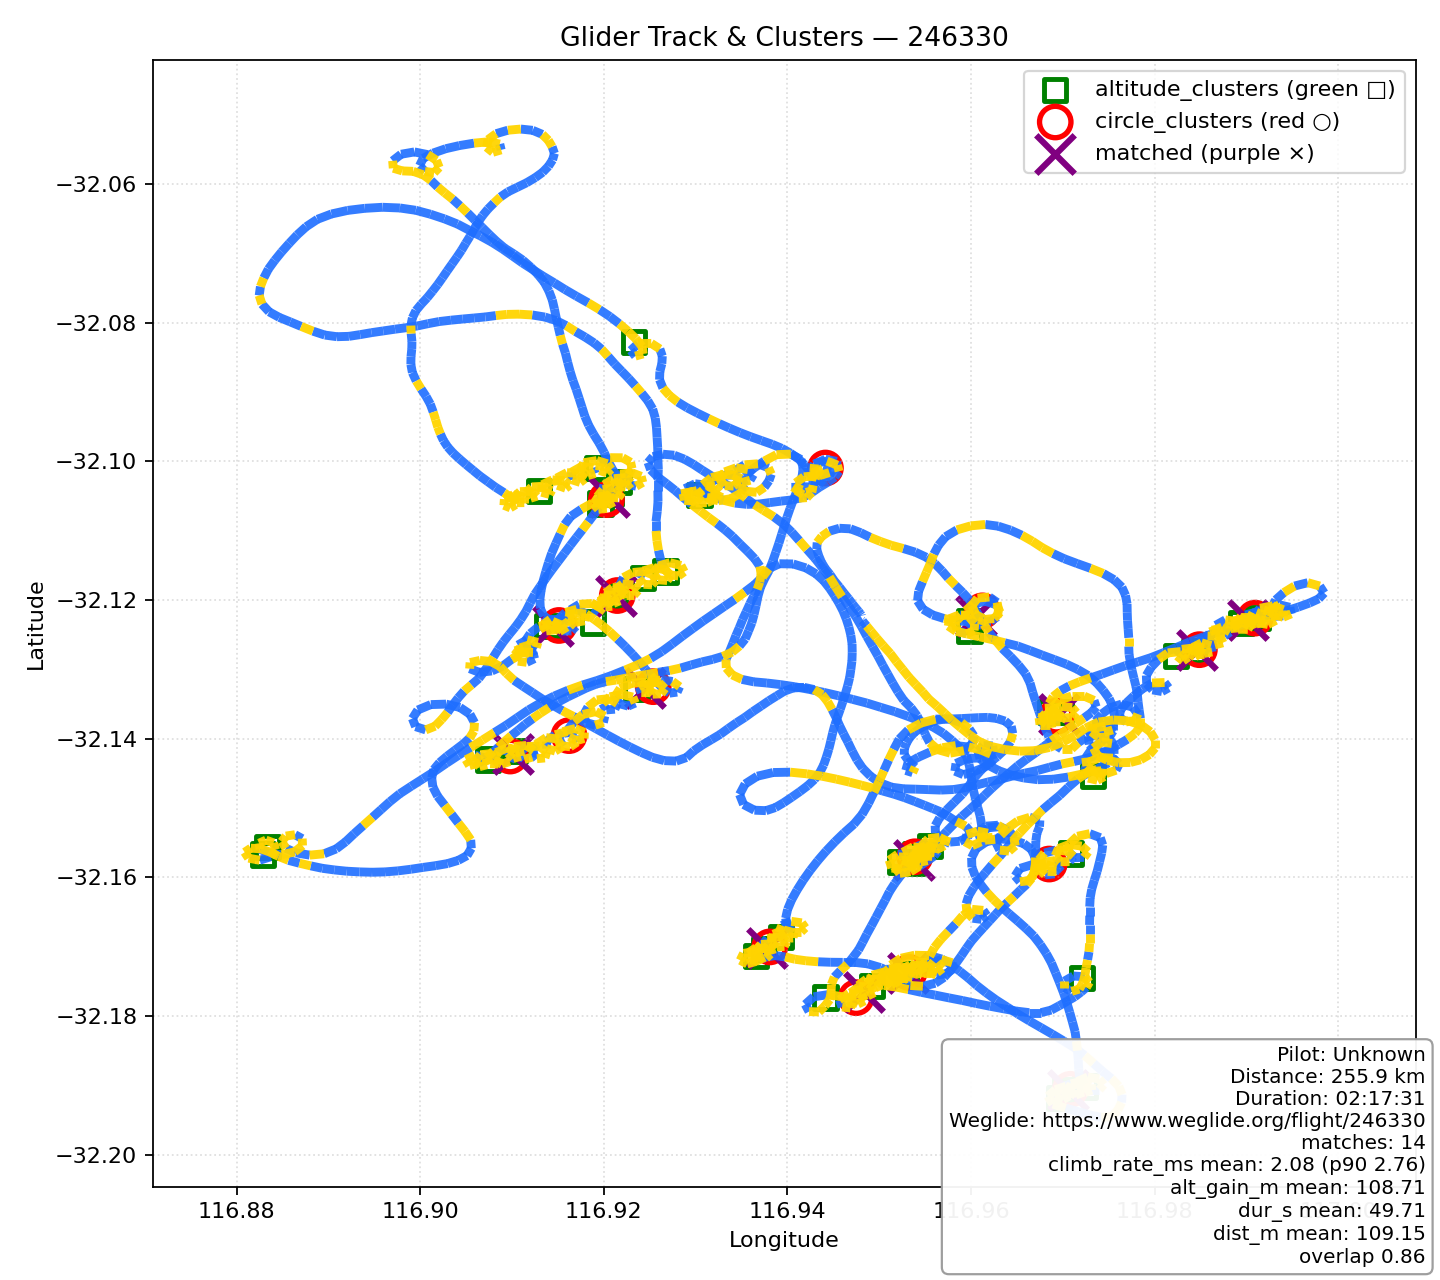 Glider Track & Clusters — 246330
altitude_clusters (green □)
circle_clusters (red ○)
matched (purple ×)
−32.06
−32.08
−32.10
−32.12
−32.14
−32.16
−32.18
−32.20
Latitude
116.88
116.90
116.92
116.94
116.96
116.98
Longitude
Pilot: Unknown
Distance: 255.9 km
Duration: 02:17:31
Weglide: https://www.weglide.org/flight/246330
matches: 14
climb_rate_ms mean: 2.08 (p90 2.76)
alt_gain_m mean: 108.71
dur_s mean: 49.71
dist_m mean: 109.15
overlap 0.86